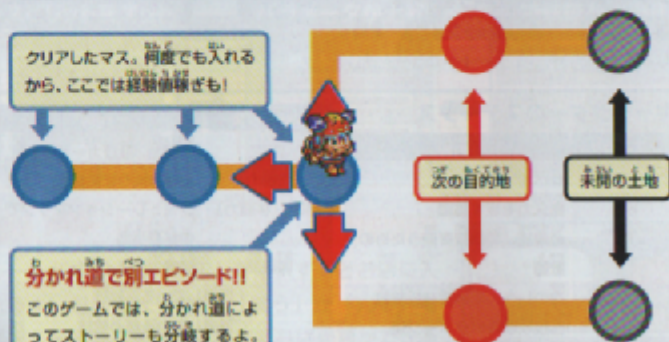 クリアしたマス。何度でも入れる
から、ここでは経験値稼ぎも!
次の目的地
未開の土地
分かれ道で別エピソード!!
このゲームでは、分かれ道によ
ってストーリーも分岐するよ。